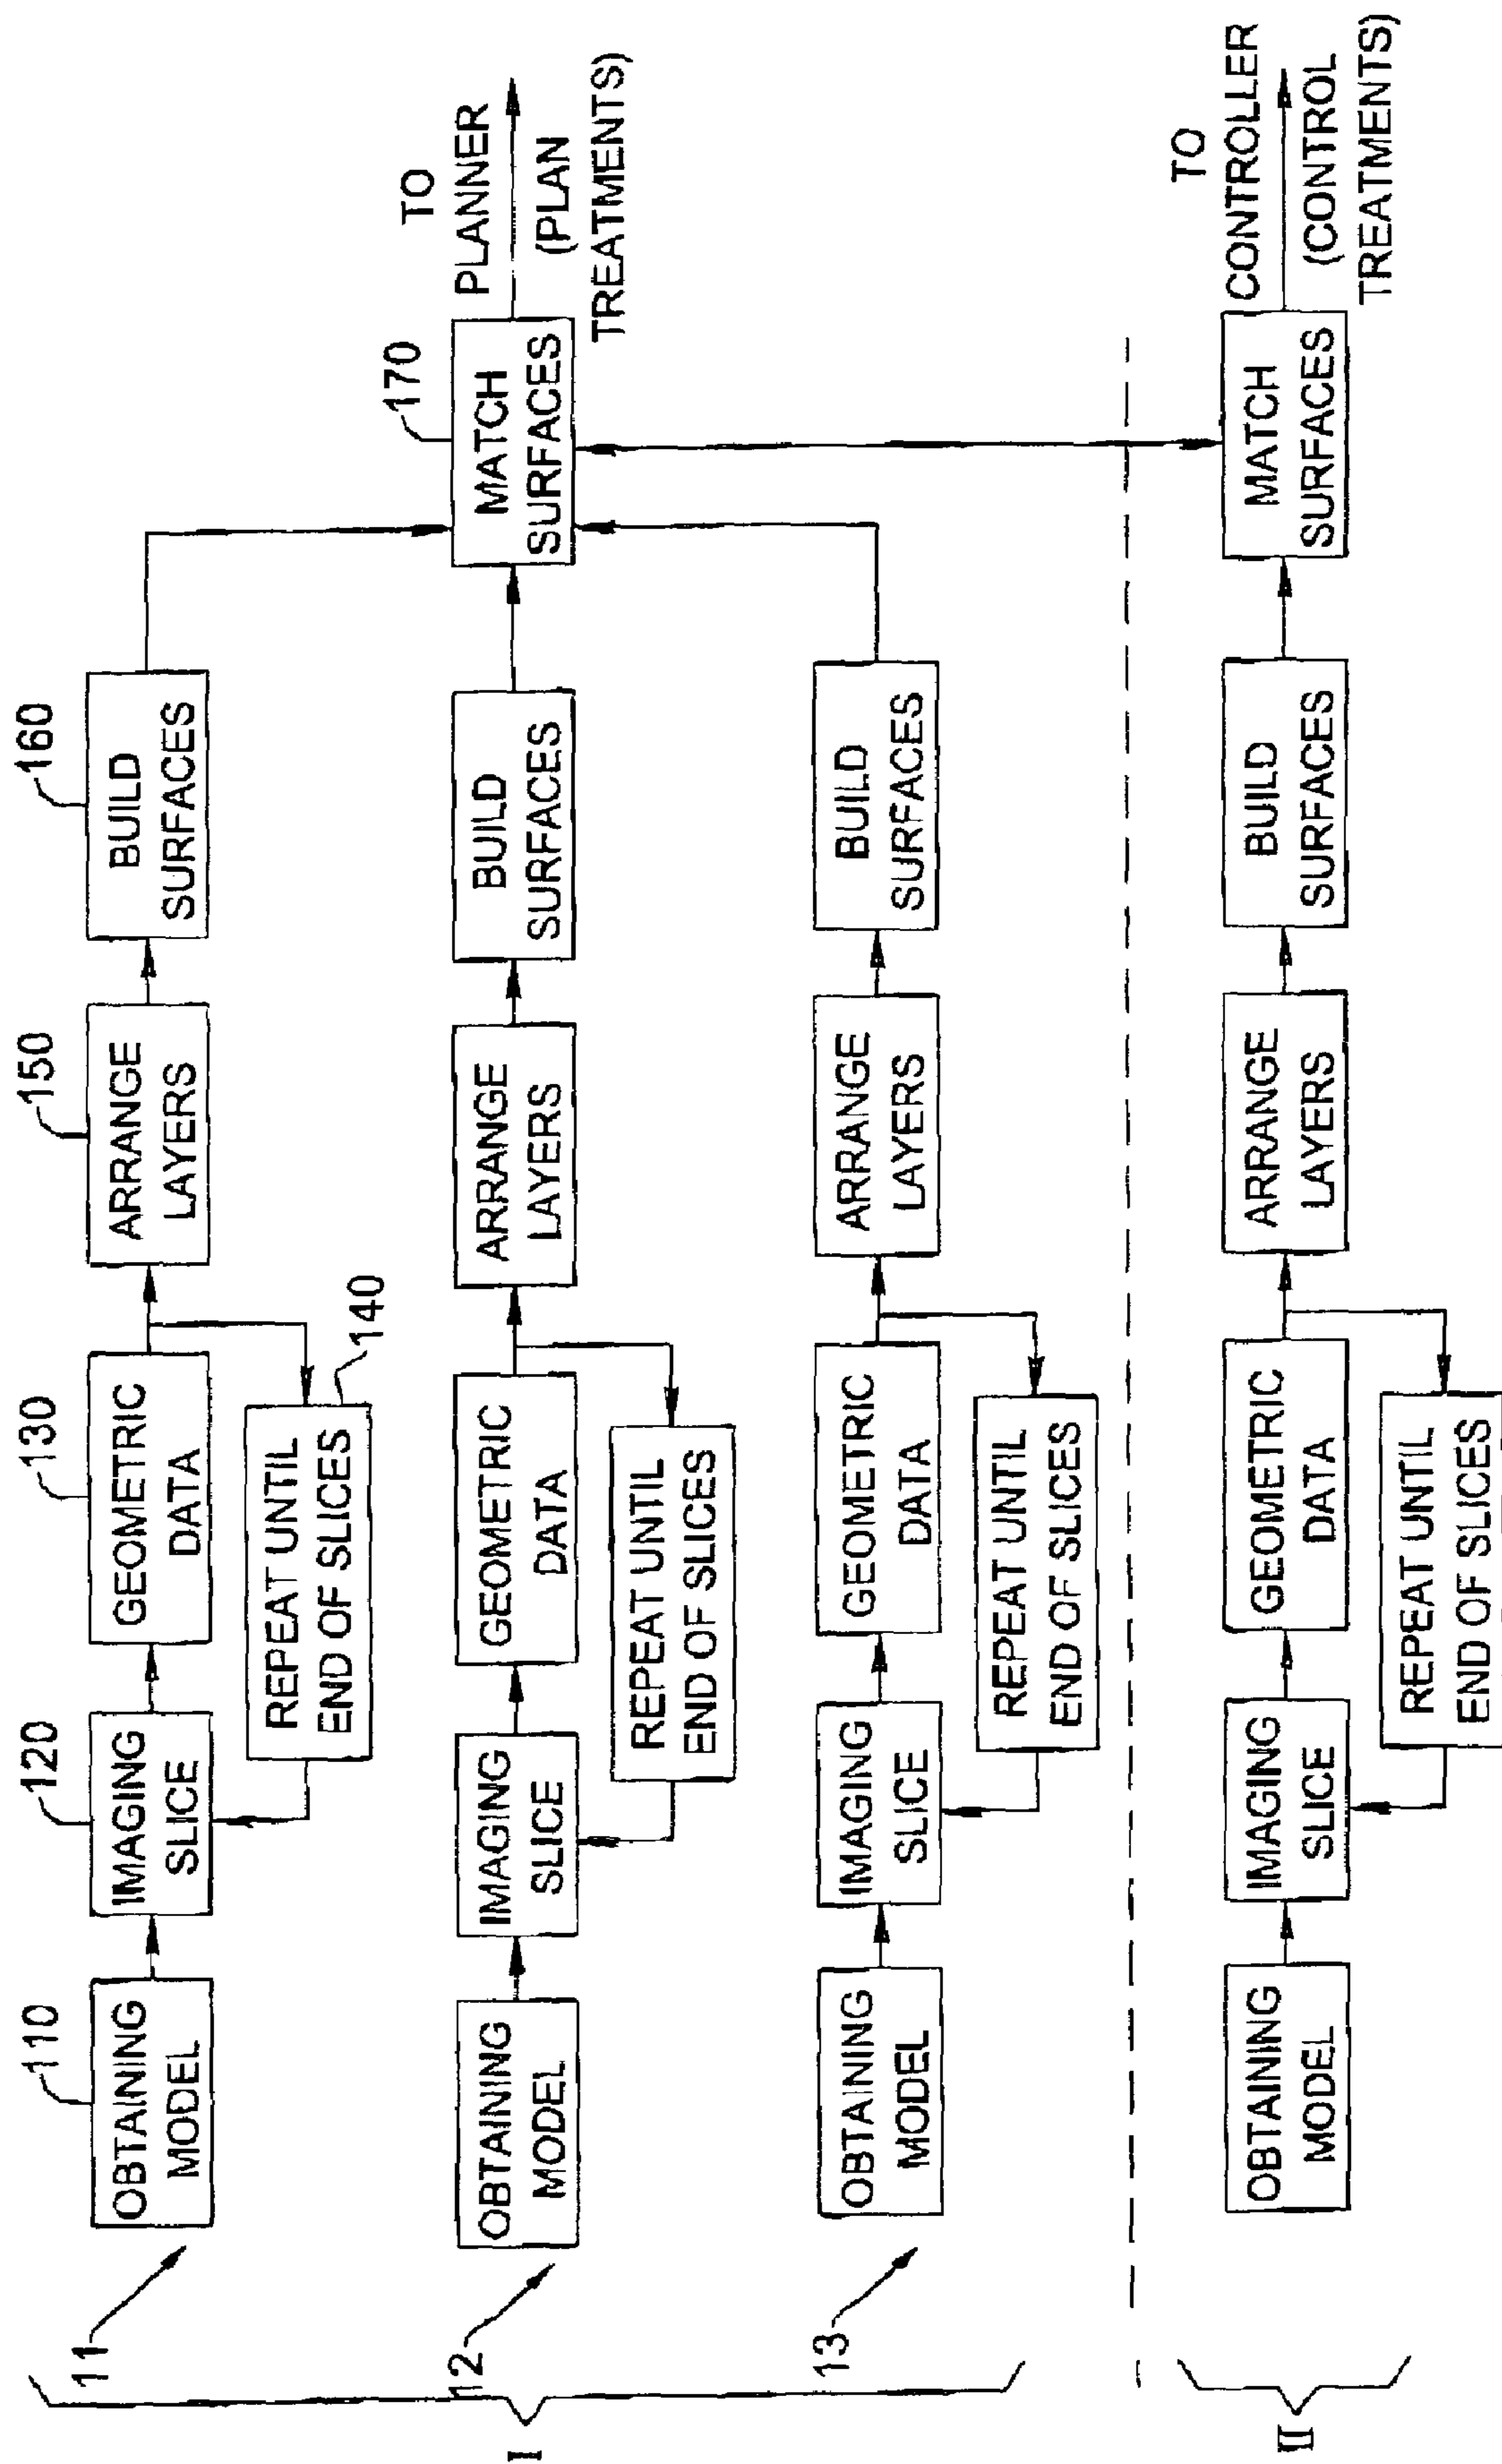 110
120
130
150
160
11
OBTAINING
MODEL
IMAGING
SLICE
GEOMETRIC
DATA
ARRANGE
LAYERS
BUILD
SURFACES
REPEAT UNTIL
END OF SLICES
140
170
I
12
OBTAINING
MODEL
IMAGING
SLICE
GEOMETRIC
DATA
ARRANGE
LAYERS
BUILD
SURFACES
MATCH
SURFACES
TO
PLANNER
(PLAN
TREATMENTS)
REPEAT UNTIL
END OF SLICES
13
OBTAINING
MODEL
IMAGING
SLICE
GEOMETRIC
DATA
ARRANGE
LAYERS
BUILD
SURFACES
REPEAT UNTIL
END OF SLICES
II
OBTAINING
MODEL
IMAGING
SLICE
GEOMETRIC
DATA
ARRANGE
LAYERS
BUILD
SURFACES
MATCH
SURFACES
TO
CONTROLLER
(CONTROL
TREATMENTS)
REPEAT UNTIL
END OF SLICES